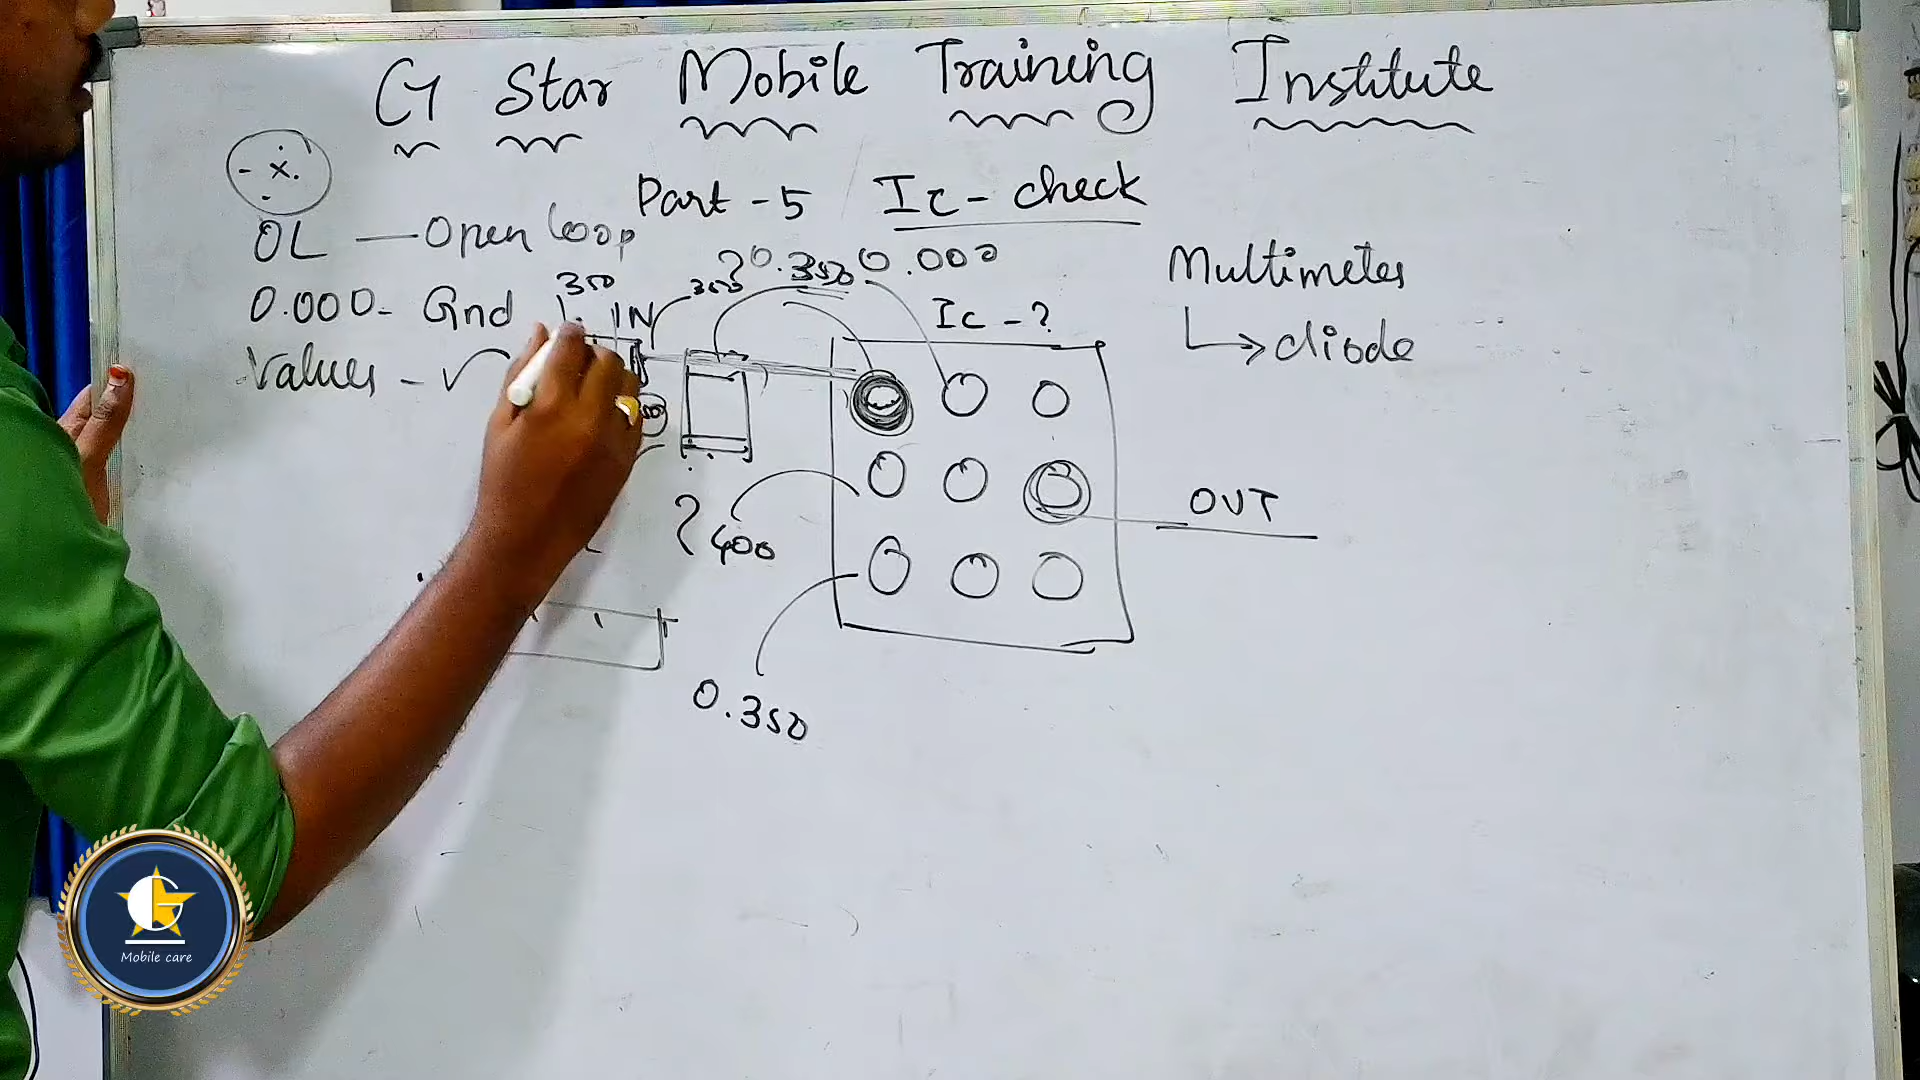 G Star Mobile Training Institute
Part - 5 Ic - check
- x.
OL — Open loop
0.350 0.000
Multimeter
350
350
0.000 - Gnd
IN
Ic - ?
diode
Values - ✓
OUT
? 400
0.350
G
Mobile care